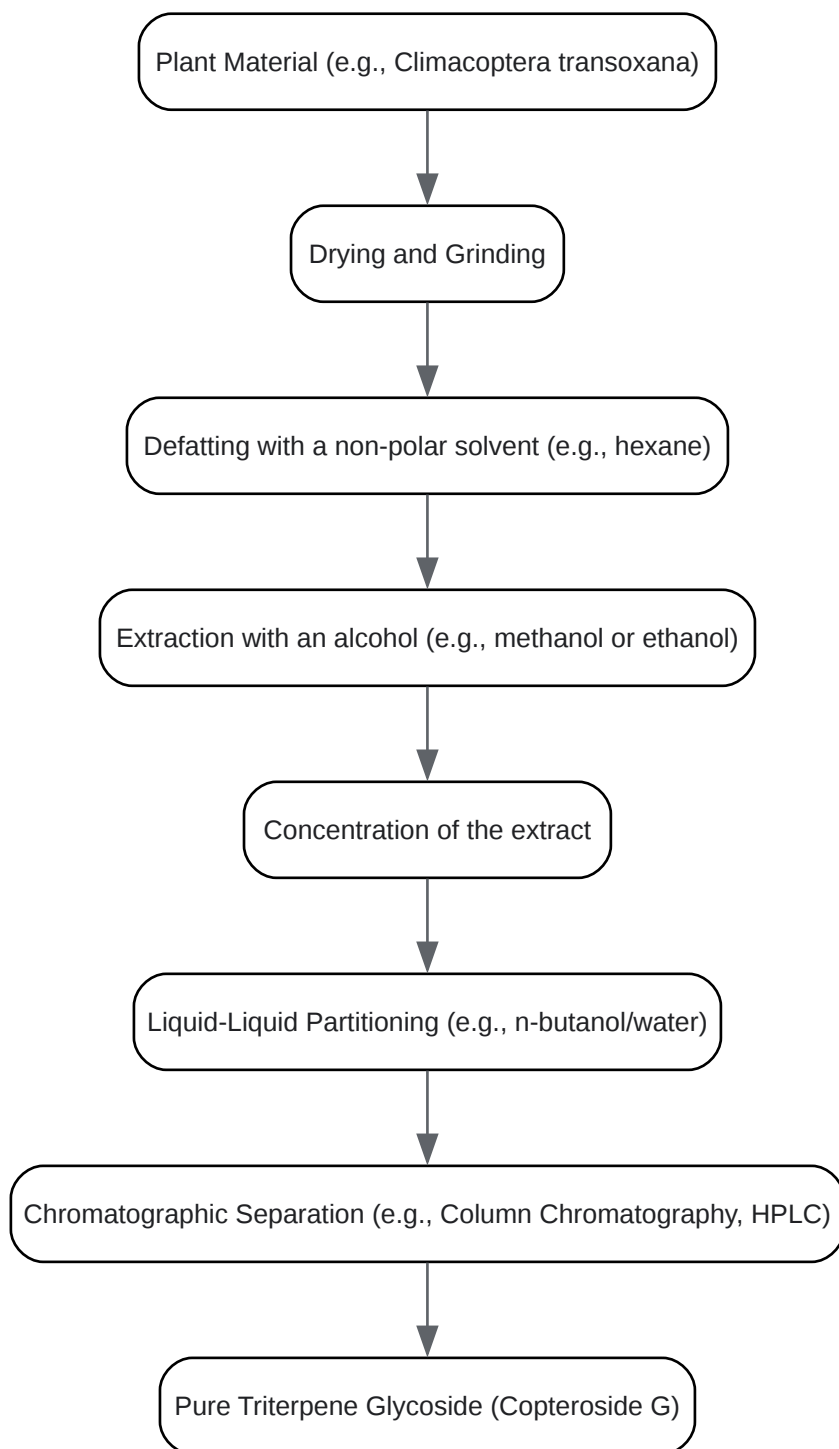 Plant Material (e.g., Climacoptera transoxana)
Drying and Grinding
Defatting with a non-polar solvent (e.g., hexane)
Extraction with an alcohol (e.g., methanol or ethanol)
Concentration of the extract
Liquid-Liquid Partitioning (e.g., n-butanol/water)
Chromatographic Separation (e.g., Column Chromatography, HPLC)
Pure Triterpene Glycoside (Copteroside G)